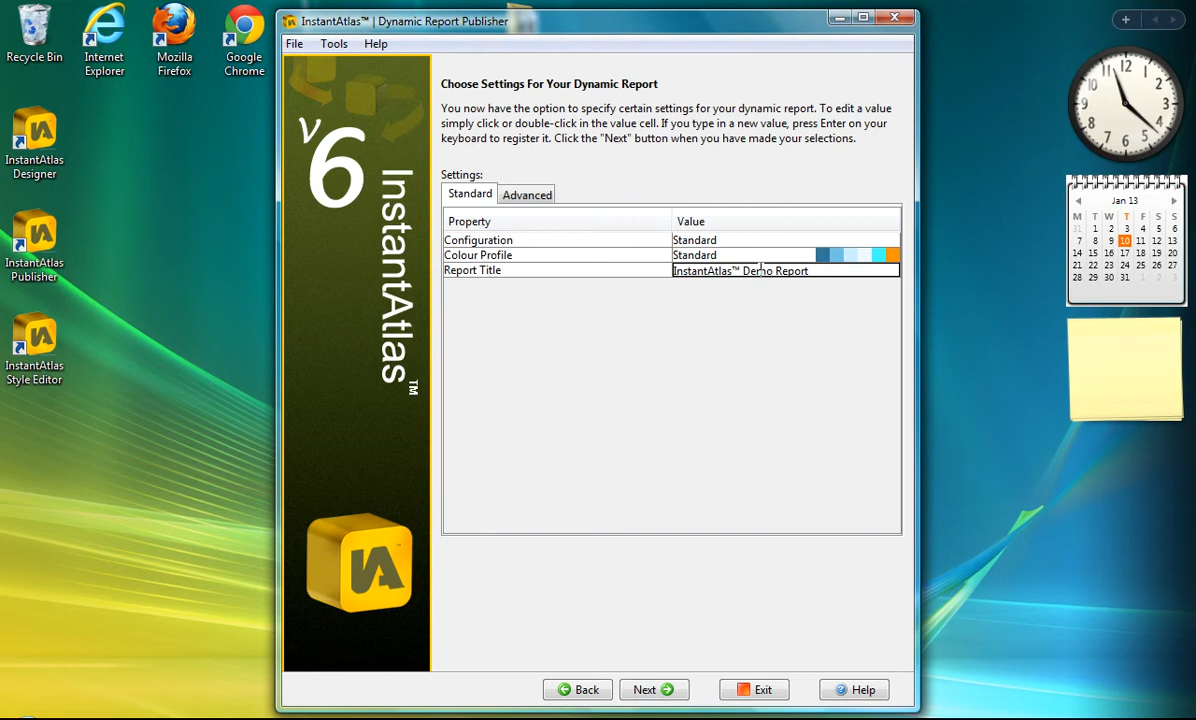 Recycle Bin
Internet
Explorer
Mozilla
Firefox
Google
Chrome
InstantAtlas
Designer
InstantAtlas
Publisher
InstantAtlas
Style Editor
InstantAtlas™ | Dynamic Report Publisher
File Tools Help
v6
InstantAtlas™
IA
Choose Settings For Your Dynamic Report
You now have the option to specify certain settings for your dynamic report. To edit a value
simply click or double-click in the value cell. If you type in a new value, press Enter on your
keyboard to register it. Click the "Next" button when you have made your selections.
Settings:
Standard Advanced
Property Value
Configuration Standard
Colour Profile Standard
Report Title InstantAtlas™ Demo Report
Back Next Exit Help
12 1 2 3 4 5 6 7 8 9 10 11
Jan 13
M T W T F S S
31 1 2 3 4 5 6
7 8 9 10 11 12 13
14 15 16 17 18 19 20
21 22 23 24 25 26 27
28 29 30 31 1 2 3